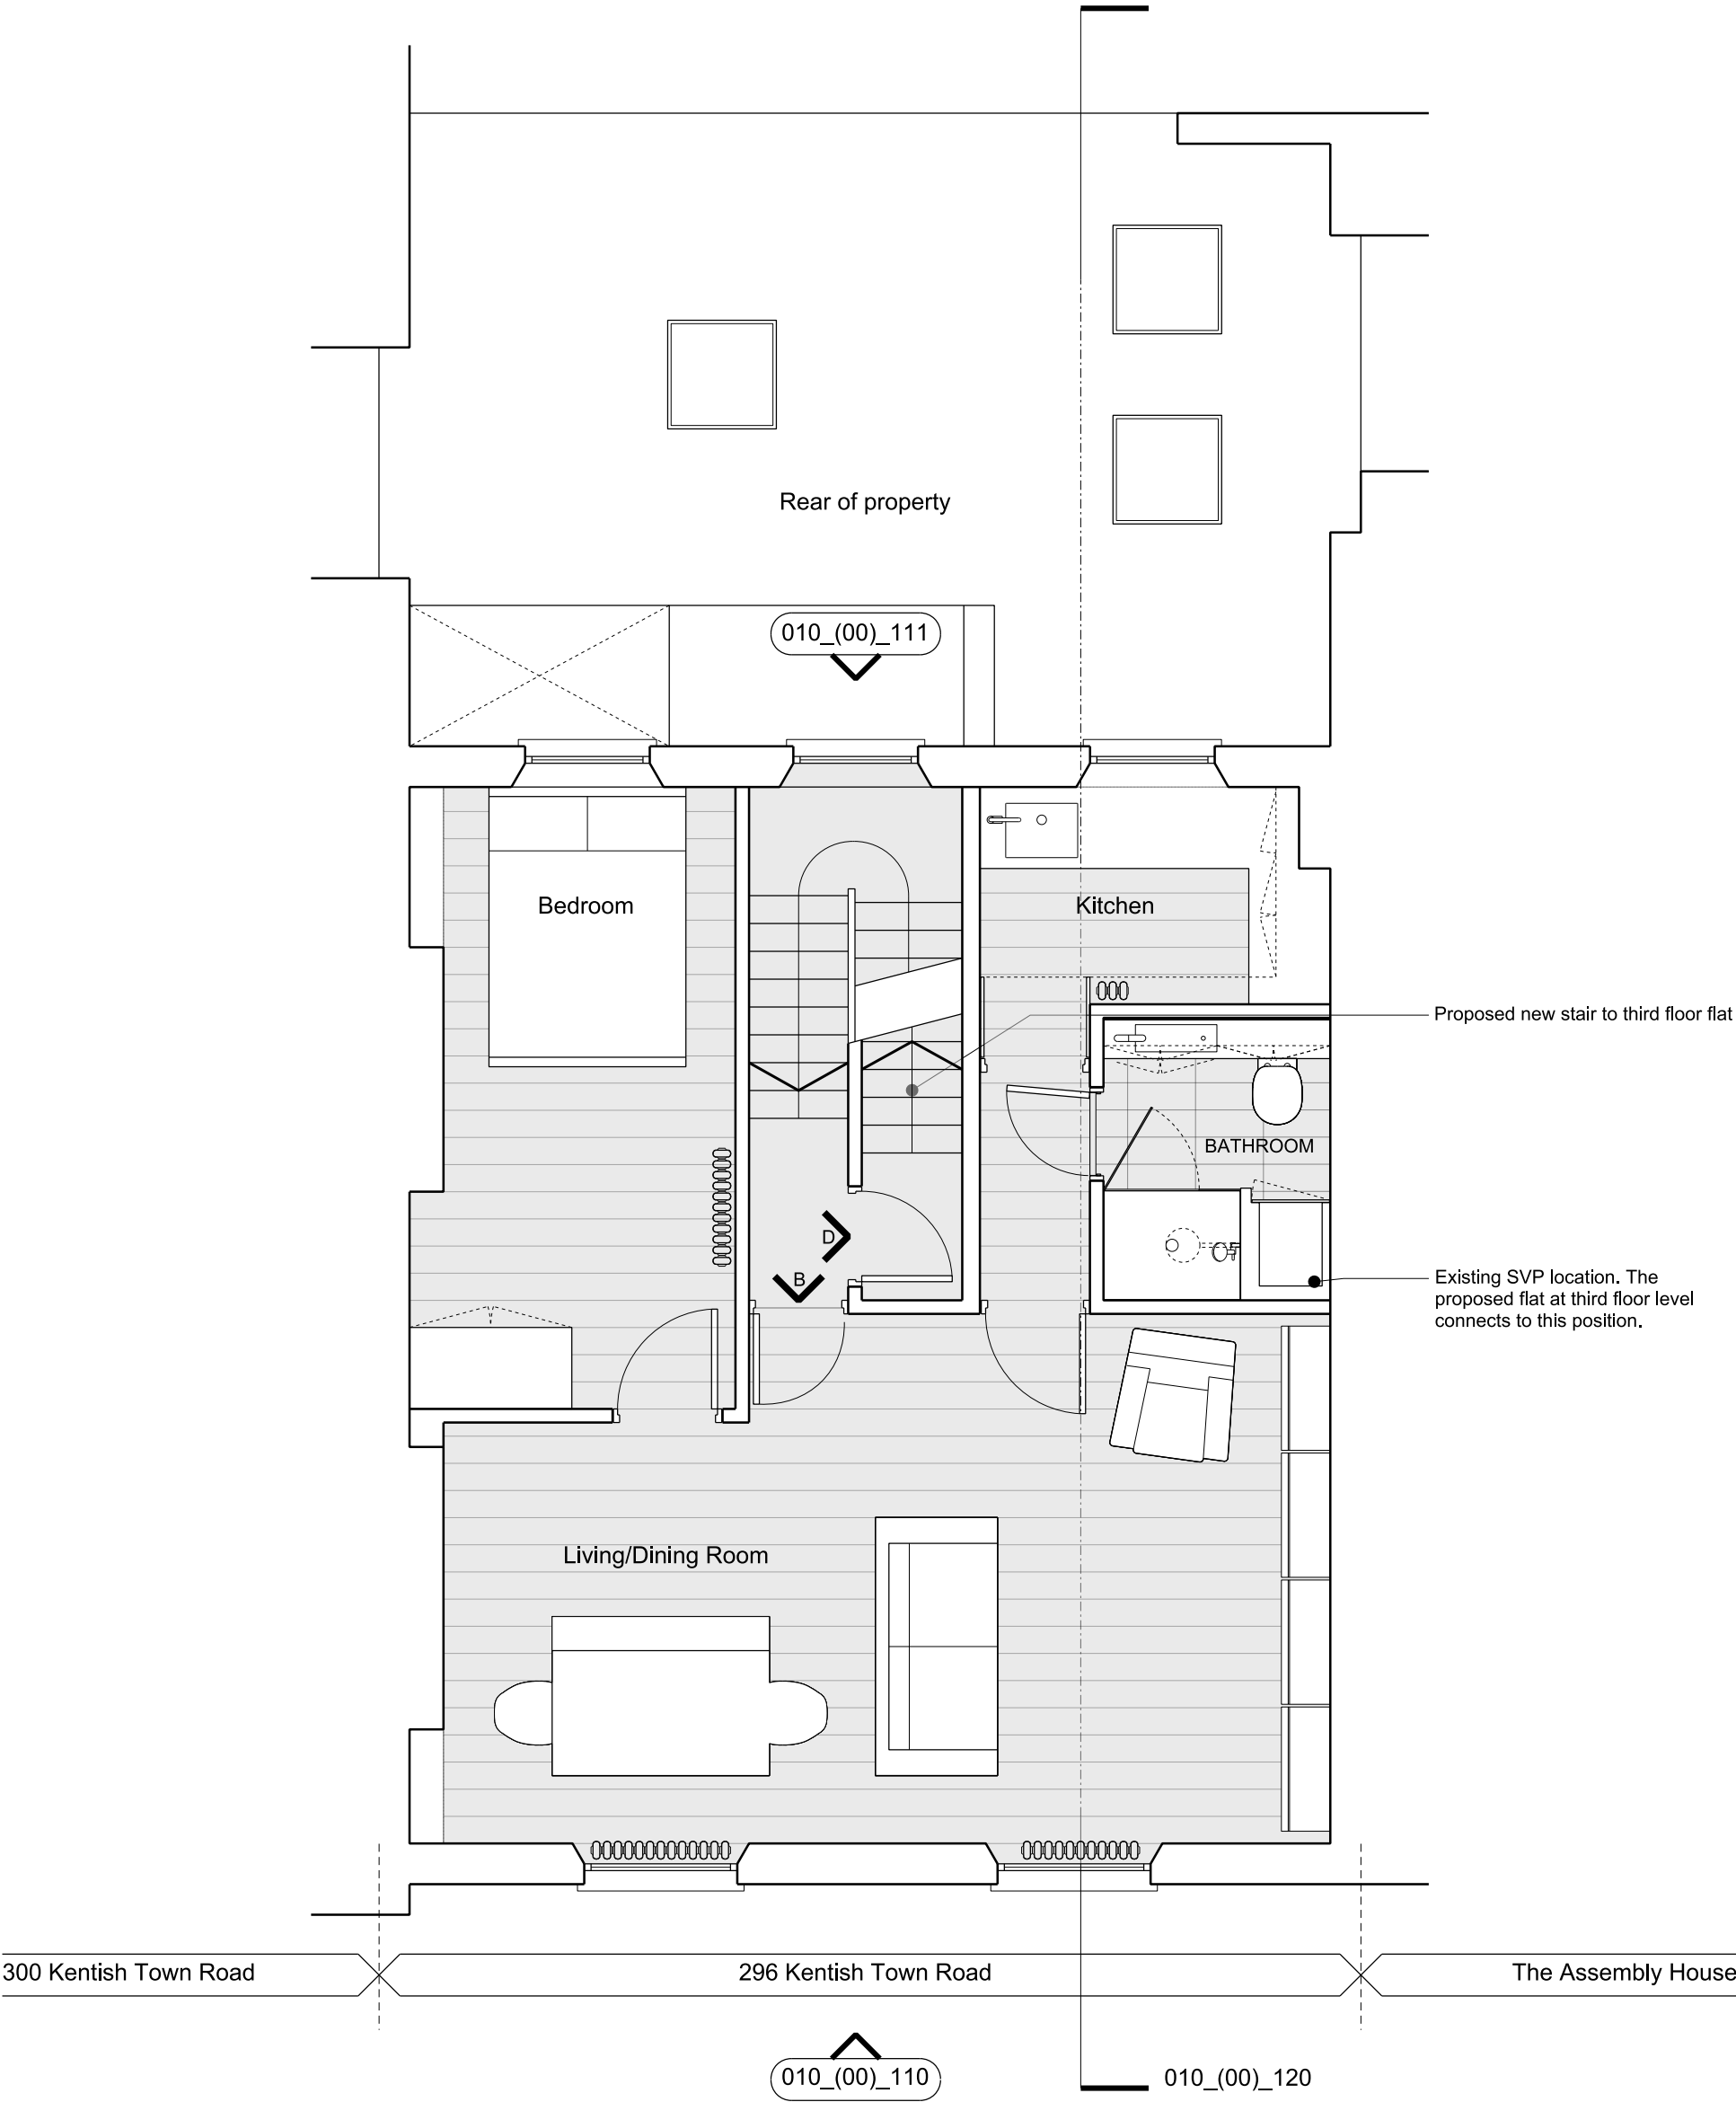 Rear of property
010_(00)_111
Bedroom
Kitchen
Proposed new stair to third floor flat
BATHROOM
D
B
Existing SVP location. The
proposed flat at third floor level
connects to this position.
Living/Dining Room
300 Kentish Town Road
296 Kentish Town Road
The Assembly House
010_(00)_110
010_(00)_120